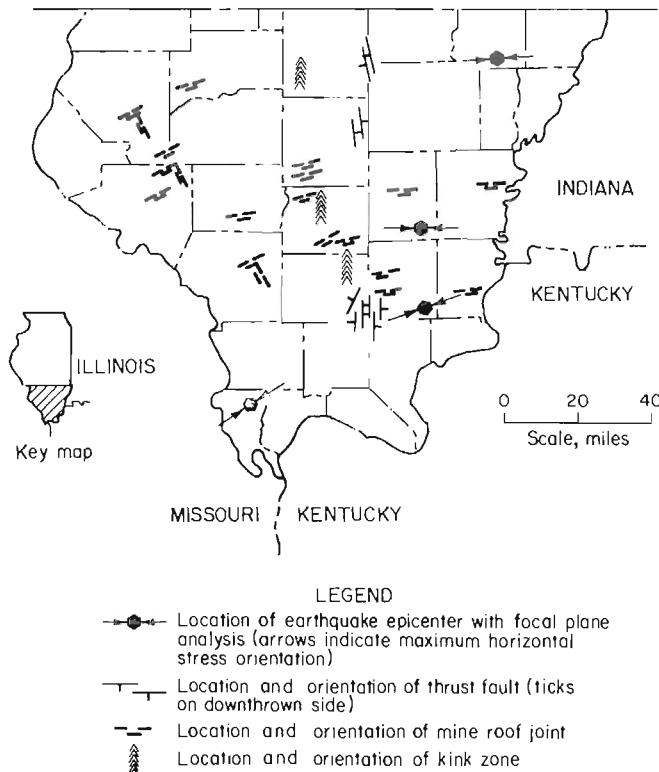 INDIANA
KENTUCKY
ILLINOIS
Key map
0 20 40
Scale, miles
MISSOURI KENTUCKY
LEGEND
Location of earthquake epicenter with focal plane
analysis (arrows indicate maximum horizontal
stress orientation)
Location and orientation of thrust fault (ticks
on downthrown side)
Location and orientation of mine roof joint
Location and orientation of kink zone